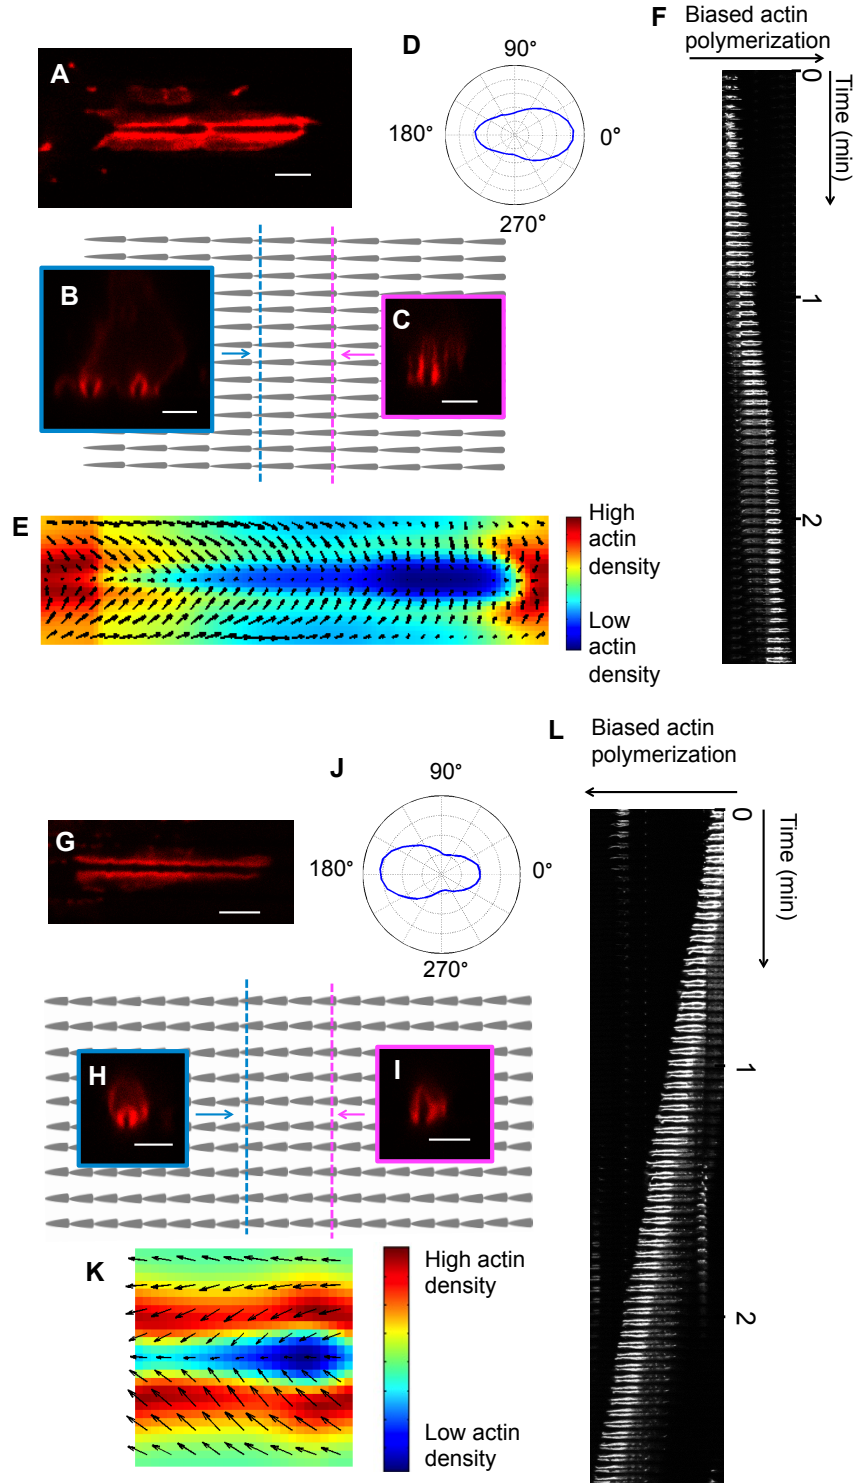 A
D
90°
180°
0°
270°
F
Biased actin
polymerization
0
Time (min)
1
2
B
C
E
High
actin
density
Low
actin
density
L
Biased actin
polymerization
J
90°
180°
0°
270°
G
0
Time (min)
1
2
H
I
K
High actin
density
Low actin
density